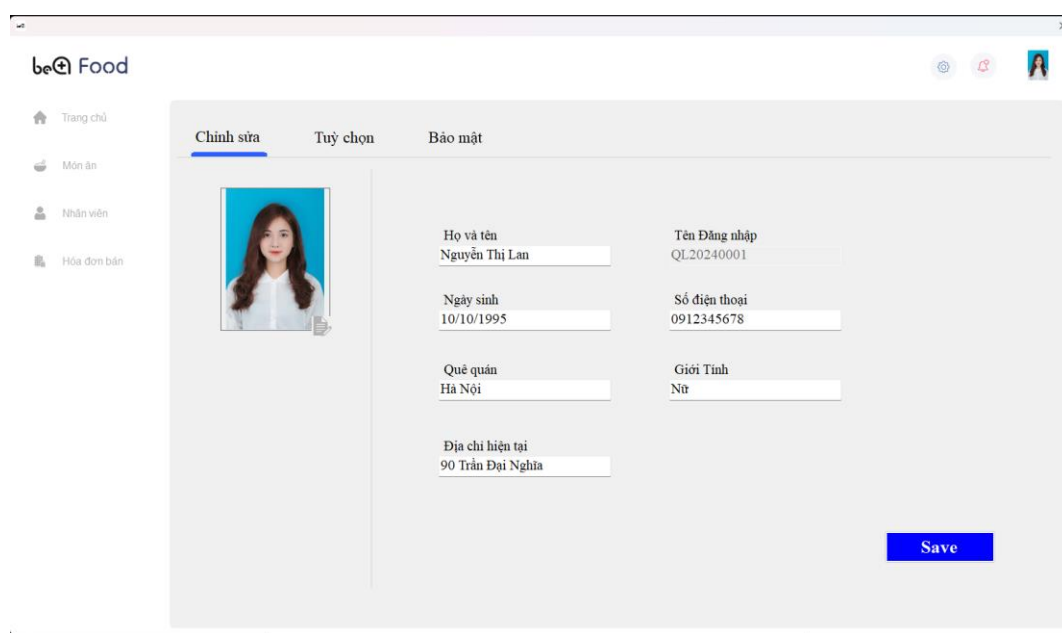 be Food
Trang chủ
Món ăn
Nhân viên
Hóa đơn bán
Chỉnh sửa Tuỳ chọn Bảo mật
Họ và tên Tên Đăng nhập
Nguyễn Thị Lan QL20240001
Ngày sinh Số điện thoại
10/10/1995 0912345678
Quê quán Giới Tính
Hà Nội Nữ
Địa chỉ hiện tại
90 Trần Đại Nghĩa
Save